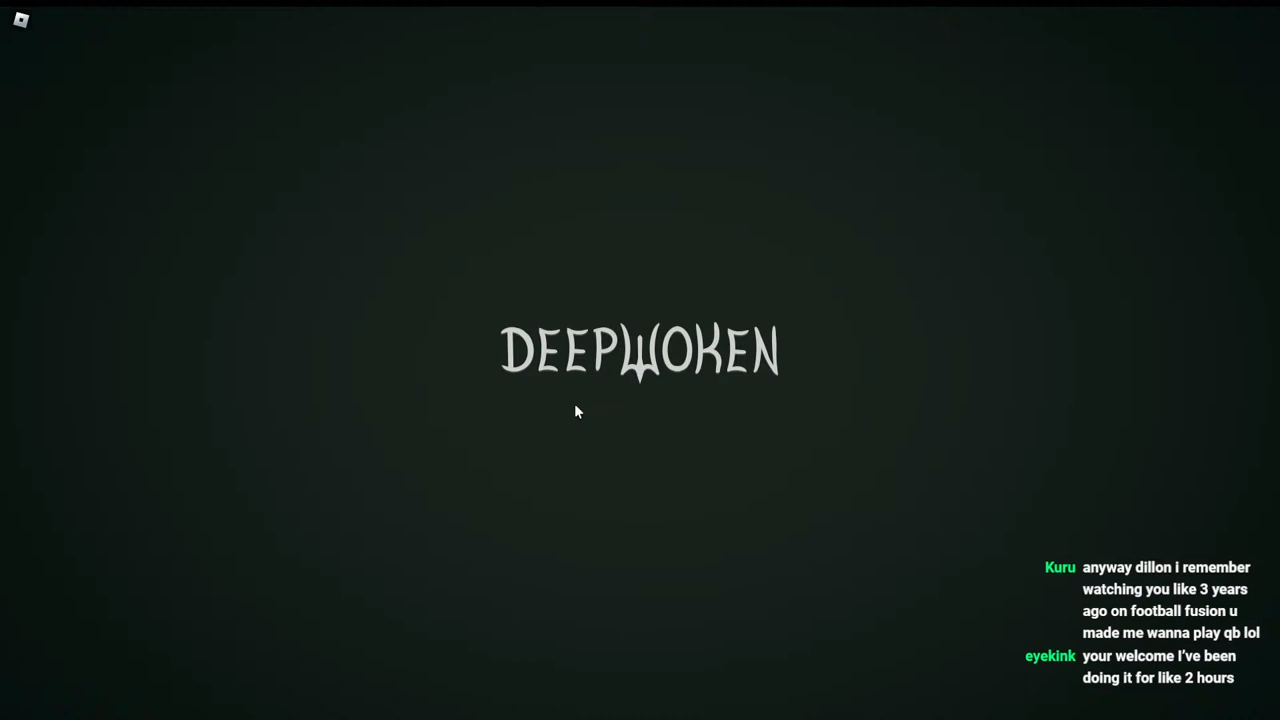 DEEPWOKEN
Kuru anyway dillon i remember
watching you like 3 years
ago on football fusion u
made me wanna play qb lol
eyekink your welcome I’ve been
doing it for like 2 hours